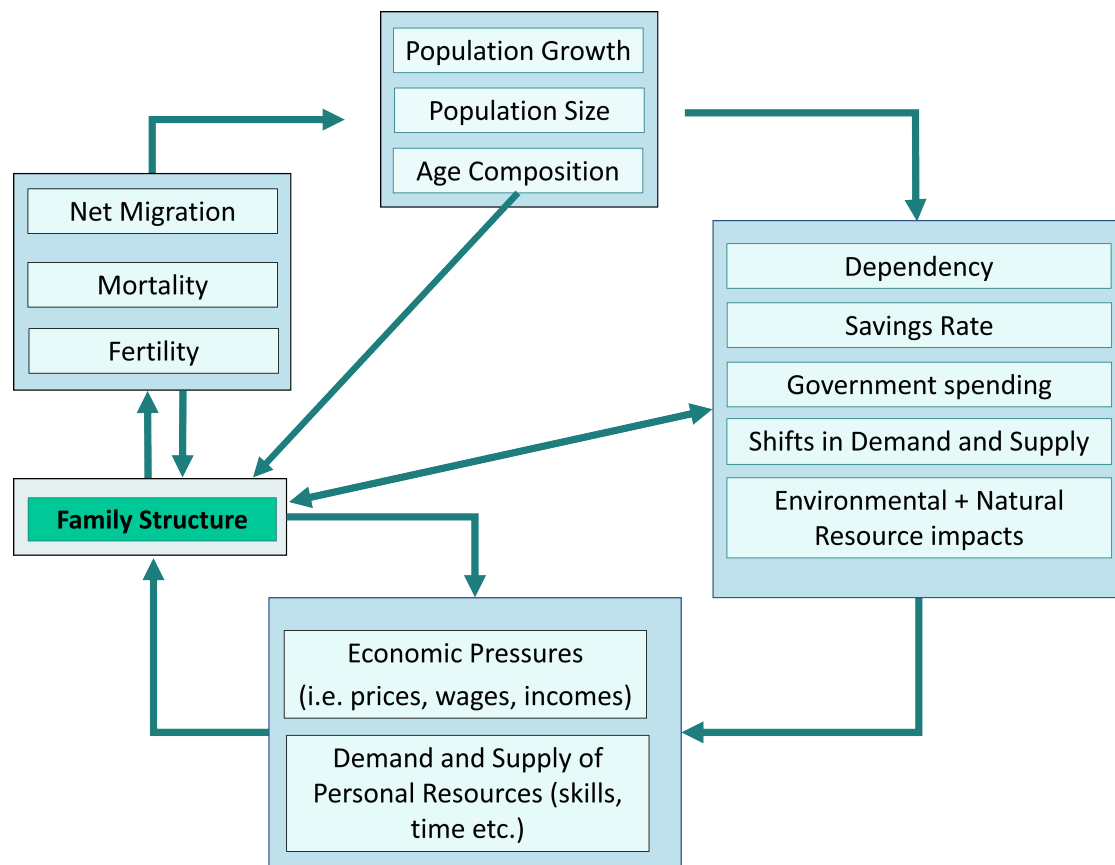 Population Growth
Population Size
Age Composition
Net Migration
Mortality
Fertility
Dependency
Savings Rate
Government spending
Shifts in Demand and Supply
Environmental + Natural
Resource impacts
Family Structure
Economic Pressures
(i.e. prices, wages, incomes)
Demand and Supply of
Personal Resources (skills,
time etc.)